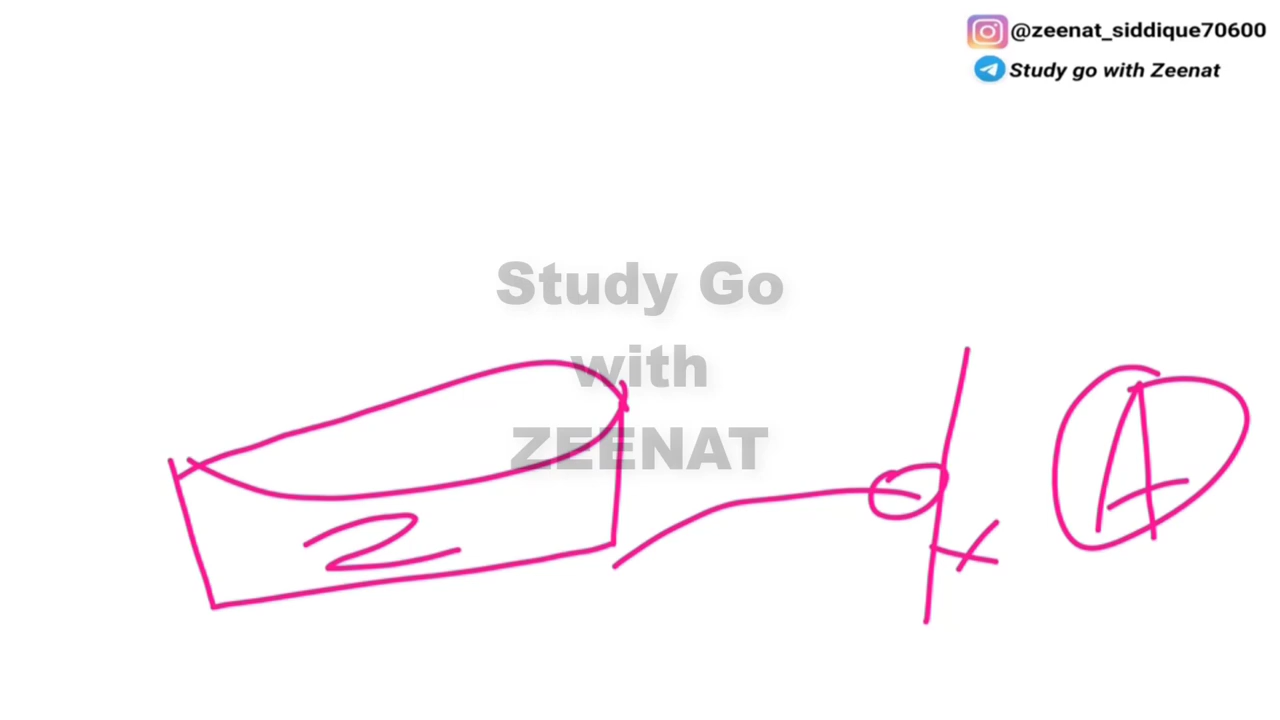 @zeenat_siddique70600
Study go with Zeenat
Study Go
with
ZEENAT
2
A